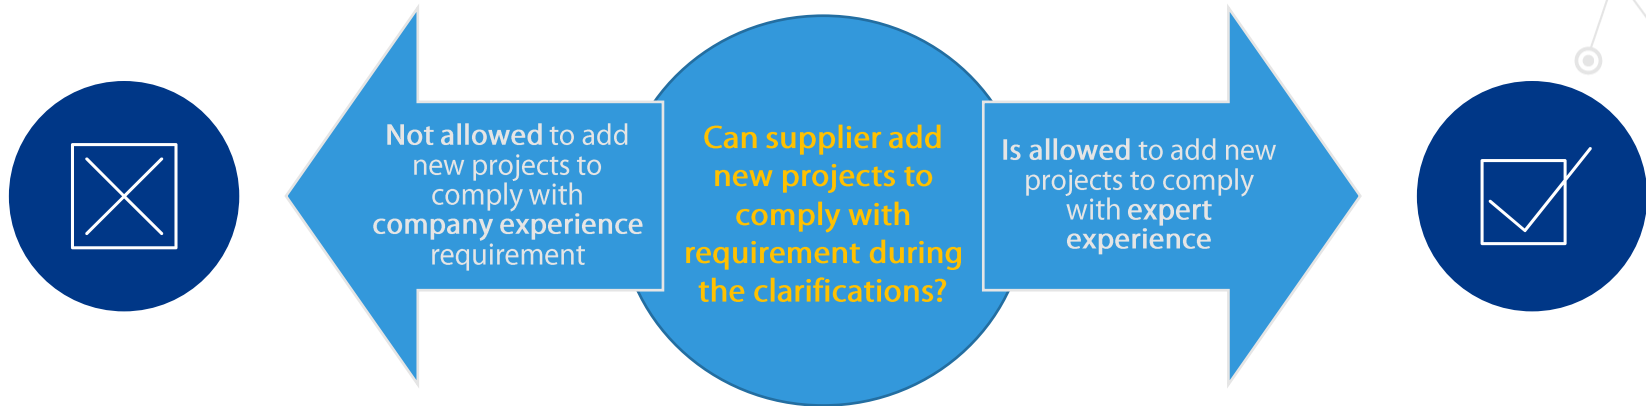 Not allowed to add
new projects to
comply with
company experience
requirement
Can supplier add
new projects to
comply with
requirement during
the clarifications?
Is allowed to add new
projects to comply
with expert
experience